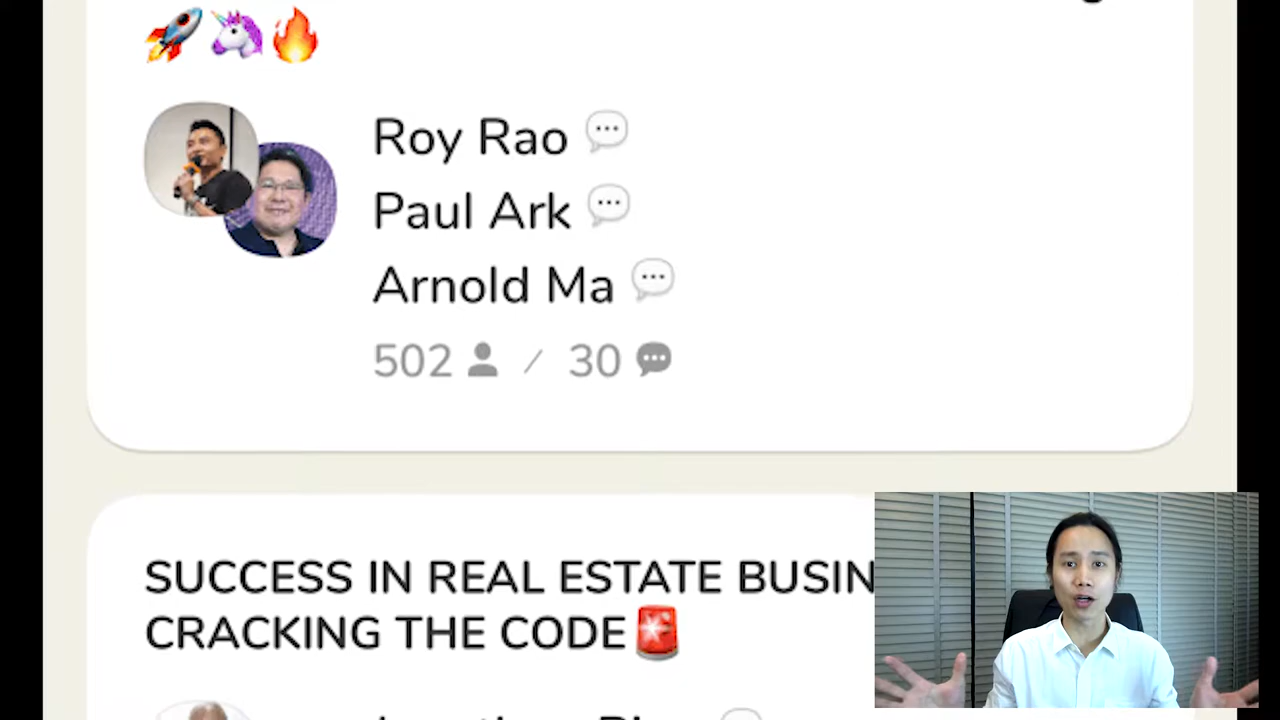 🚀🦄🔥
Roy Rao 💬
Paul Ark 💬
Arnold Ma 💬
502 / 30
SUCCESS IN REAL ESTATE BUSIN
CRACKING THE CODE🚨